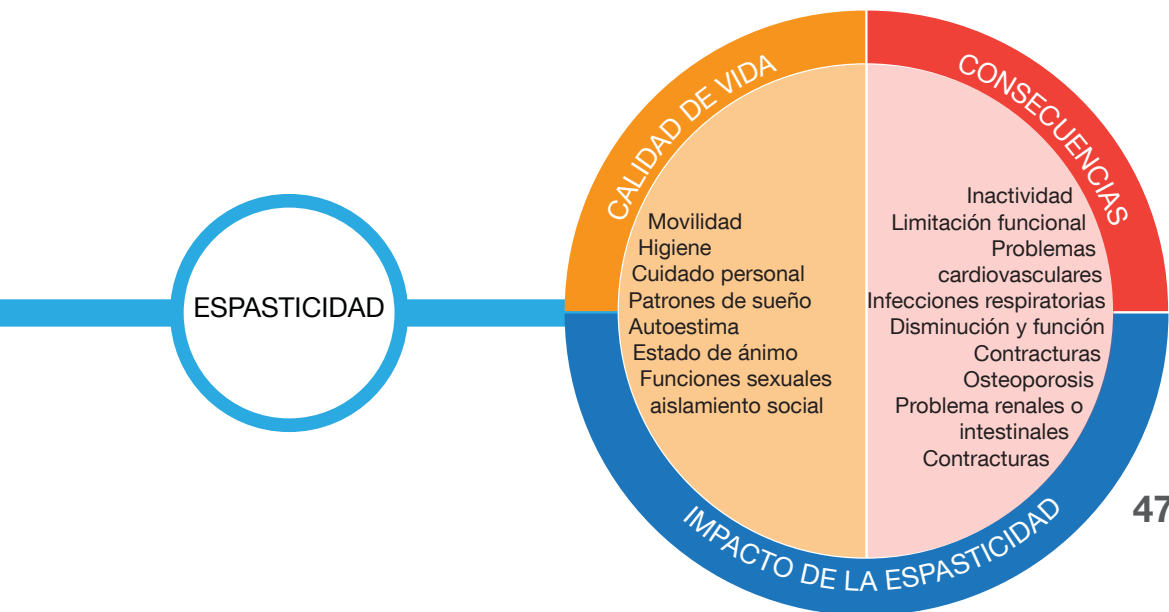 ESPASTICIDAD
CALIDAD DE VIDA
Movilidad
Higiene
Cuidado personal
Patrones de sueño
Autoestima
Estado de ánimo
Funciones sexuales
aislamiento social
CONSECUENCIAS
Inactividad
Limitación funcional
Problemas
cardiovasculares
Infecciones respiratorias
Disminución y función
Contracturas
Osteoporosis
Problema renales o
intestinales
Contracturas
IMPACTO DE LA ESPASTICIDAD
47